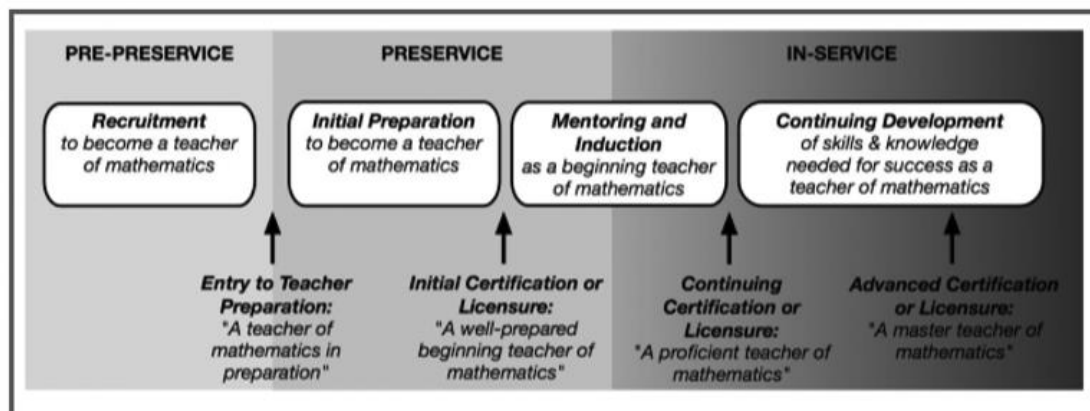 PRE-PRESERVICE
PRESERVICE
IN-SERVICE
Recruitment
to become a teacher
of mathematics
Initial Preparation
to become a teacher
of mathematics
Mentoring and
Induction
as a beginning teacher
of mathematics
Continuing Development
of skills & knowledge
needed for success as a
teacher of mathematics
Entry to Teacher
Preparation:
"A teacher of
mathematics in
preparation"
Initial Certification or
Licensure:
"A well-prepared
beginning teacher of
mathematics"
Continuing
Certification or
Licensure:
"A proficient teacher of
mathematics"
Advanced Certification
or Licensure:
"A master teacher of
mathematics"